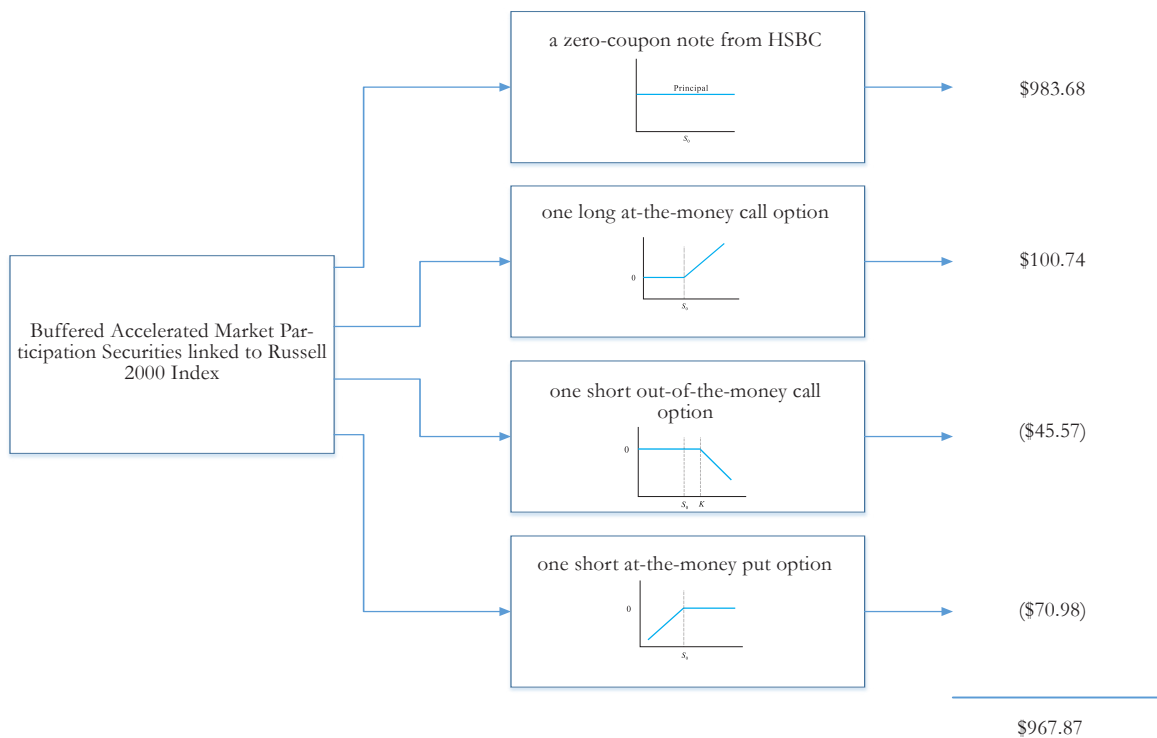 a zero-coupon note from HSBC
Principal
S₀
$983.68
one long at-the-money call option
0
S₀
$100.74
Buffered Accelerated Market Par-
ticipation Securities linked to Russell
2000 Index
one short out-of-the-money call
option
0
S₀ K
($45.57)
one short at-the-money put option
0
S₀
($70.98)
$967.87